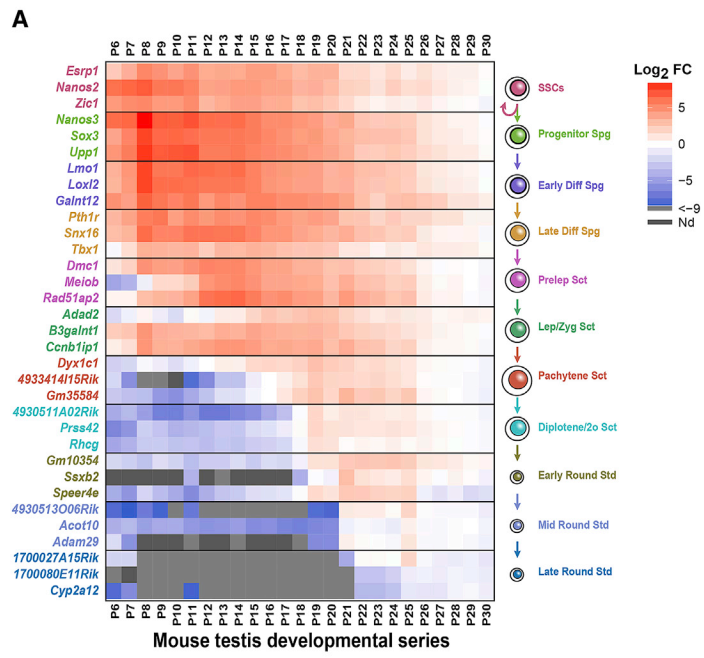 A
P6 P7 P8 P9 P10 P11 P12 P13 P14 P15 P16 P17 P18 P19 P20 P21 P22 P23 P24 P25 P26 P27 P28 P29 P30
Esrp1
Nanos2
Zic1
Nanos3
Sox3
Upp1
Lmo1
Loxl2
Galnt12
Pth1r
Snx16
Tbx1
Dmc1
Meiob
Rad51ap2
Adad2
B3galnt1
Ccnb1ip1
Dyx1c1
4933414I15Rik
Gm35584
4930511A02Rik
Prss42
Rhcg
Gm10354
Ssxb2
Speer4e
4930513O06Rik
Acot10
Adam29
1700027A15Rik
1700080E11Rik
Cyp2a12
P6 P7 P8 P9 P10 P11 P12 P13 P14 P15 P16 P17 P18 P19 P20 P21 P22 P23 P24 P25 P26 P27 P28 P29 P30
Mouse testis developmental series
SSCs
Progenitor Spg
Early Diff Spg
Late Diff Spg
Prelep Sct
Lep/Zyg Sct
Pachytene Sct
Diplotene/2o Sct
Early Round Std
Mid Round Std
Late Round Std
Log2 FC
5
0
−5
<−9
Nd